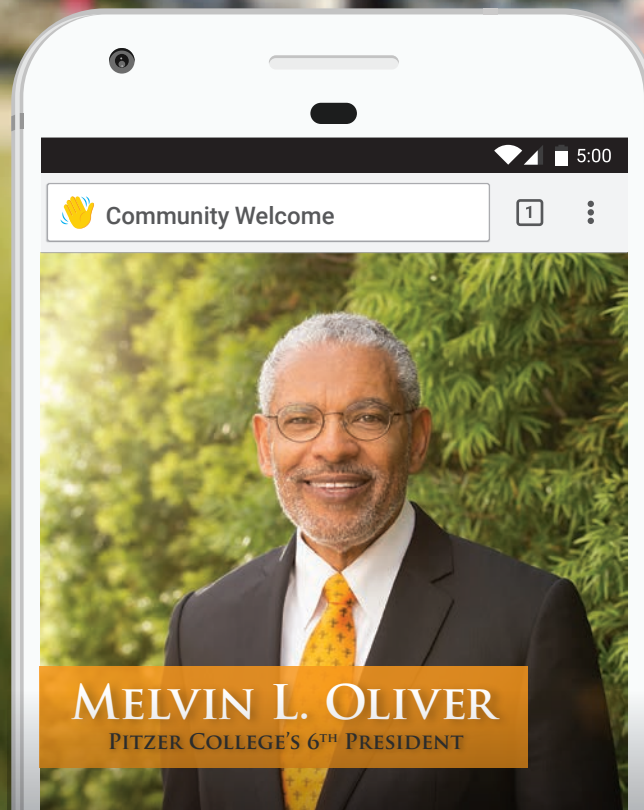 5:00
Community Welcome
1
MELVIN L. OLIVER
PITZER COLLEGE'S 6TH PRESIDENT